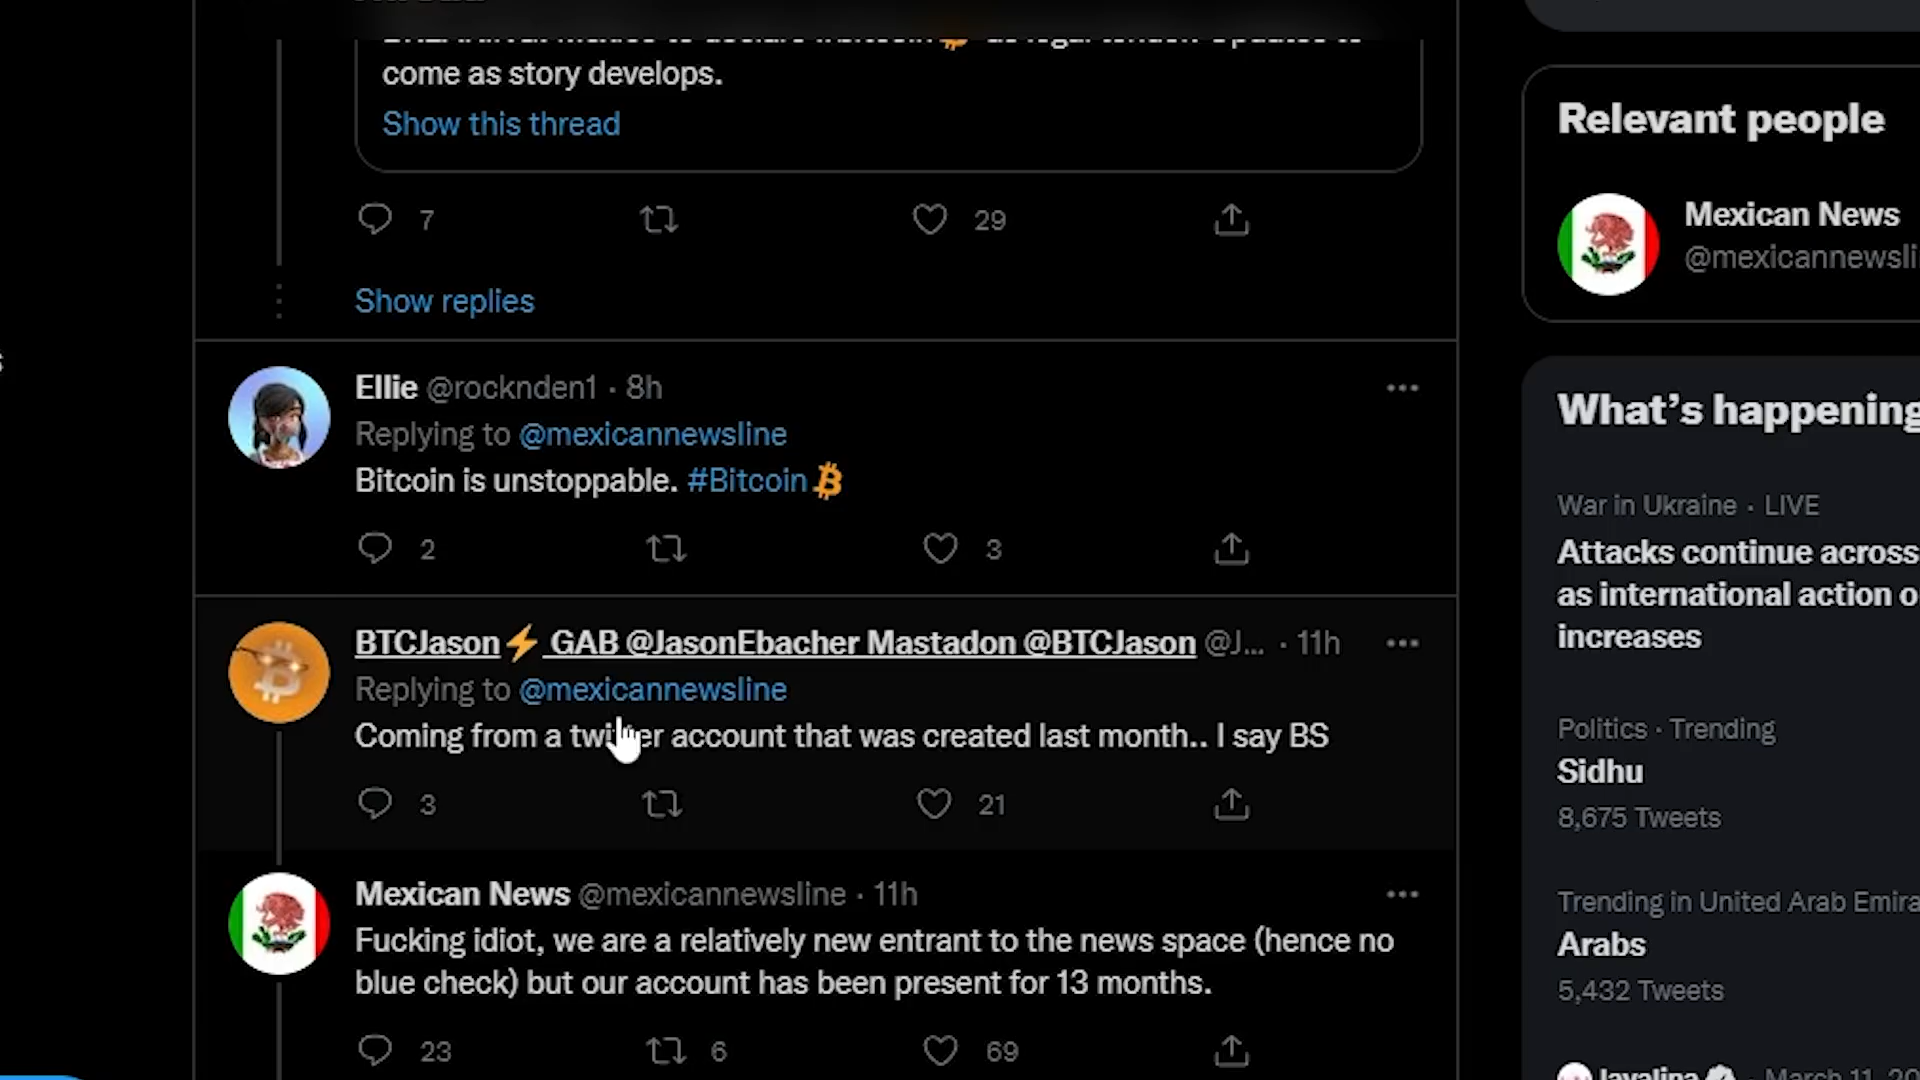 come as story develops.
Show this thread
7
29
Show replies
Ellie @rocknden1 · 8h
Replying to @mexicannewsline
Bitcoin is unstoppable. #Bitcoin
2
3
BTCJason⚡ GAB @JasonEbacher Mastadon @BTCJason @J... · 11h
Replying to @mexicannewsline
Coming from a twitter account that was created last month.. I say BS
3
21
Mexican News @mexicannewsline · 11h
Fucking idiot, we are a relatively new entrant to the news space (hence no
blue check) but our account has been present for 13 months.
23
6
69
Relevant people
Mexican News
@mexicannewsli
What's happening
War in Ukraine · LIVE
Attacks continue across
as international action o
increases
Politics · Trending
Sidhu
8,675 Tweets
Trending in United Arab Emira
Arabs
5,432 Tweets
March 11, 20